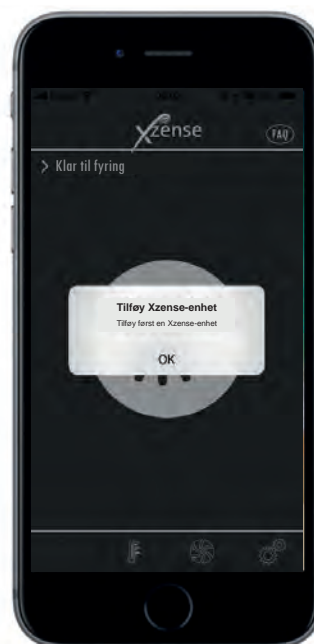 xzense
FAQ
> Klar til fyring
Tilføy Xzense-enhet
Tilføy først en Xzense-enhet
OK